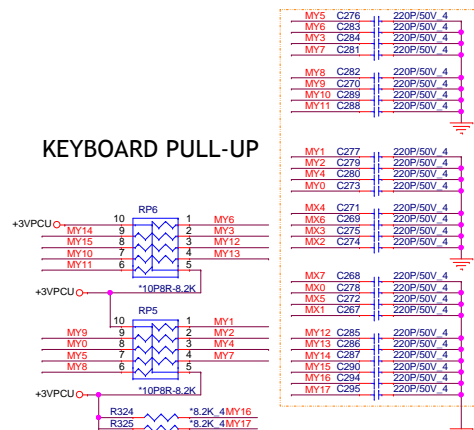 KEYBOARD PULL-UP
RP6
+3VPCU 10 1 MY6
MY14 9 2 MY3
MY15 8 3 MY12
MY10 7 4 MY13
MY11 6 5
+3VPCU *10P8R-8.2K
RP5
10 1 MY1
MY9 9 2 MY2
MY0 8 3 MY4
MY5 7 4 MY7
MY8 6 5
+3VPCU *10P8R-8.2K
R324 *8.2K_4 MY16
R325 *8.2K_4 MY17
MY5 C276 220P/50V_4
MY6 C283 220P/50V_4
MY3 C284 220P/50V_4
MY7 C281 220P/50V_4
MY8 C282 220P/50V_4
MY9 C270 220P/50V_4
MY10 C289 220P/50V_4
MY11 C288 220P/50V_4
MY1 C277 220P/50V_4
MY2 C279 220P/50V_4
MY4 C280 220P/50V_4
MY0 C273 220P/50V_4
MX4 C271 220P/50V_4
MX6 C269 220P/50V_4
MX3 C275 220P/50V_4
MX2 C274 220P/50V_4
MX7 C268 220P/50V_4
MX0 C278 220P/50V_4
MX5 C272 220P/50V_4
MX1 C267 220P/50V_4
MY12 C285 220P/50V_4
MY13 C286 220P/50V_4
MY14 C287 220P/50V_4
MY15 C290 220P/50V_4
MY16 C294 220P/50V_4
MY17 C295 220P/50V_4